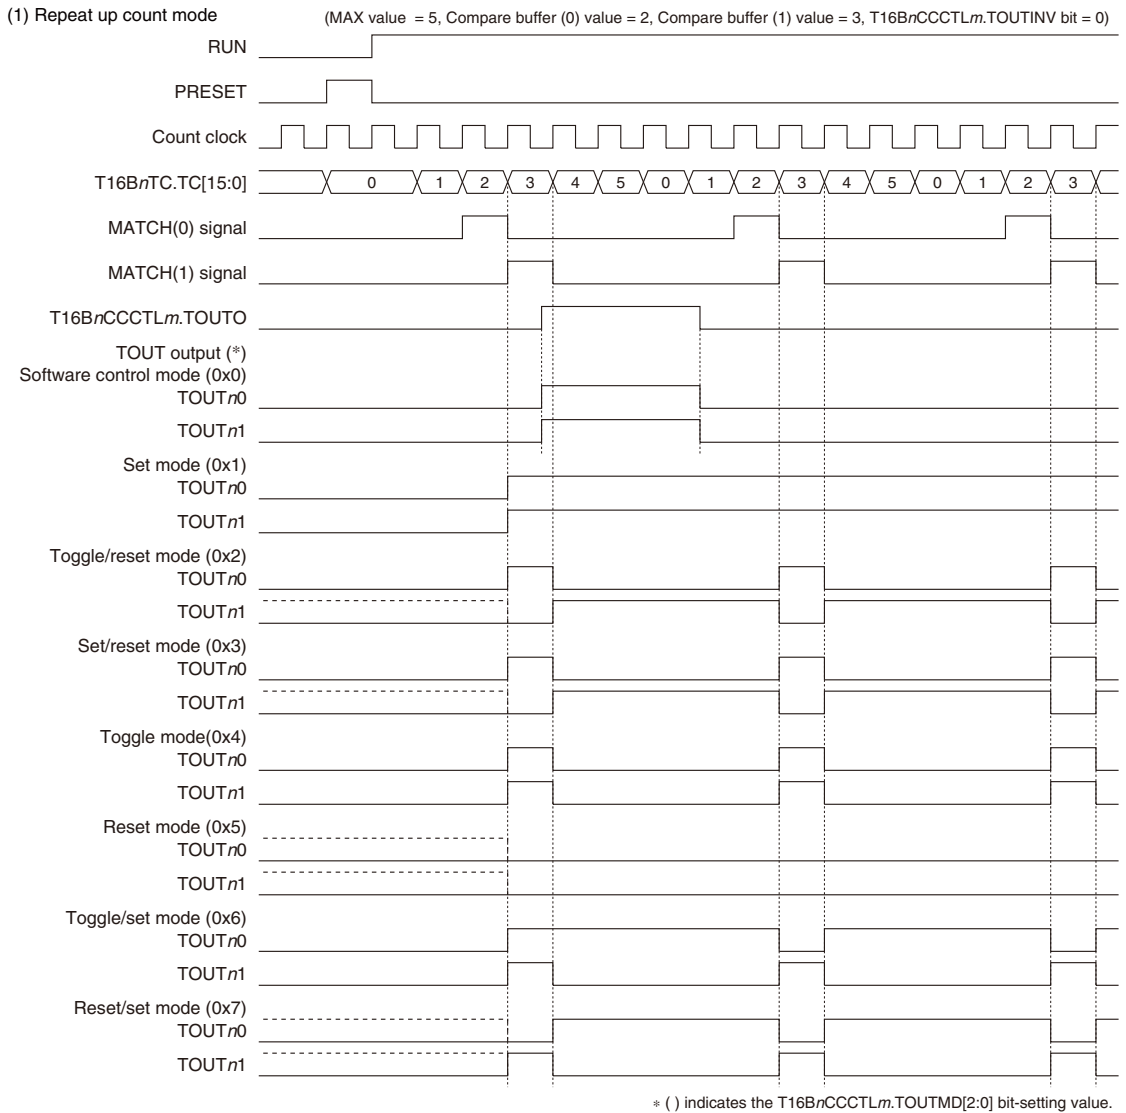 (1) Repeat up count mode
(MAX value = 5, Compare buffer (0) value = 2, Compare buffer (1) value = 3, T16BnCCCTLm.TOUTINV bit = 0)
RUN
PRESET
Count clock
T16BnTC.TC[15:0]
0 1 2 3 4 5 0 1 2 3 4 5 0 1 2 3
MATCH(0) signal
MATCH(1) signal
T16BnCCCTLm.TOUTO
TOUT output (*)
Software control mode (0x0)
TOUTn0
TOUTn1
Set mode (0x1)
TOUTn0
TOUTn1
Toggle/reset mode (0x2)
TOUTn0
TOUTn1
Set/reset mode (0x3)
TOUTn0
TOUTn1
Toggle mode(0x4)
TOUTn0
TOUTn1
Reset mode (0x5)
TOUTn0
TOUTn1
Toggle/set mode (0x6)
TOUTn0
TOUTn1
Reset/set mode (0x7)
TOUTn0
TOUTn1
* ( ) indicates the T16BnCCCTLm.TOUTMD[2:0] bit-setting value.